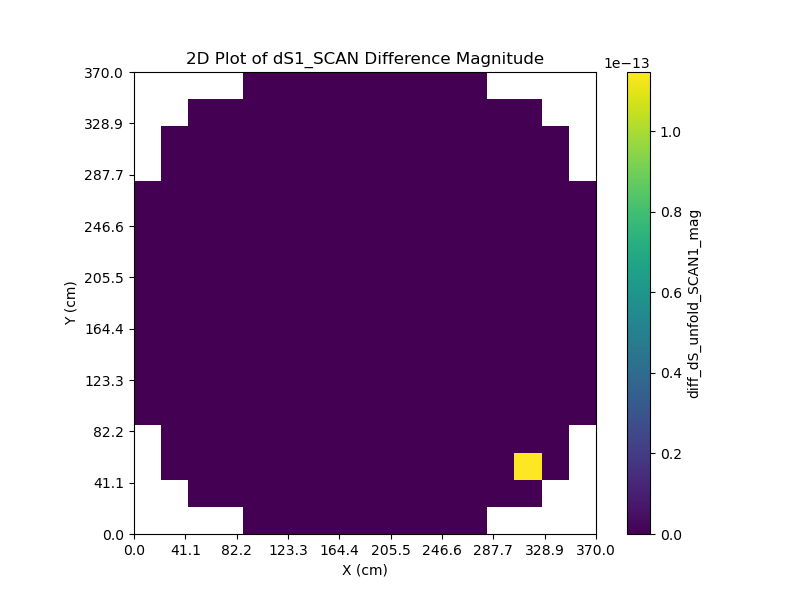 2D Plot of dS1_SCAN Difference Magnitude
1e−13
370.0
328.9
287.7
246.6
205.5
164.4
123.3
82.2
41.1
0.0
Y (cm)
0.0 41.1 82.2 123.3 164.4 205.5 246.6 287.7 328.9 370.0
X (cm)
1.0
0.8
0.6
0.4
0.2
0.0
diff_dS_unfold_SCAN1_mag